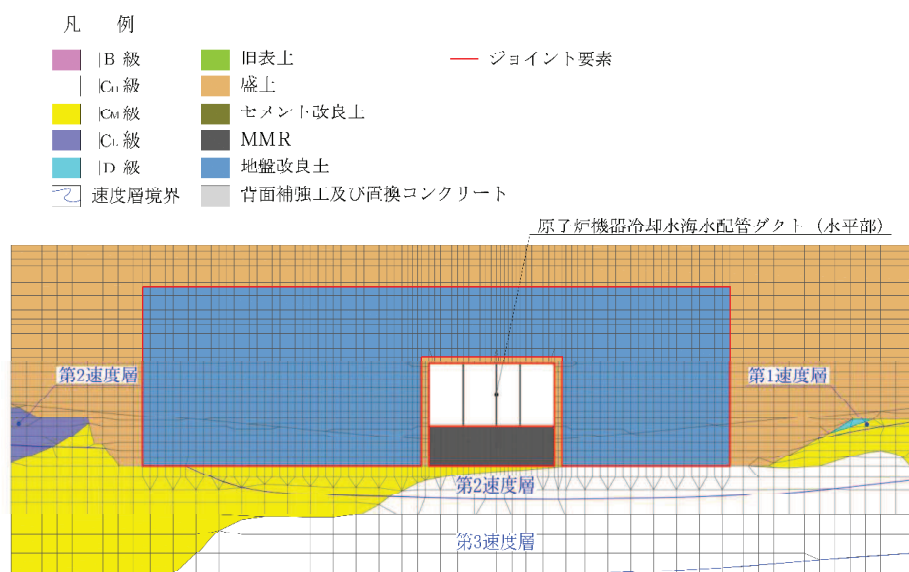 凡 例
B 級
CH 級
CM 級
CL 級
D 級
速度層境界
旧表土
盛土
セメント改良土
MMR
地盤改良土
背面補強工及び置換コンクリート
ジョイント要素
原子炉機器冷却水海水配管ダクト（水平部）
第2速度層
第1速度層
第2速度層
第3速度層